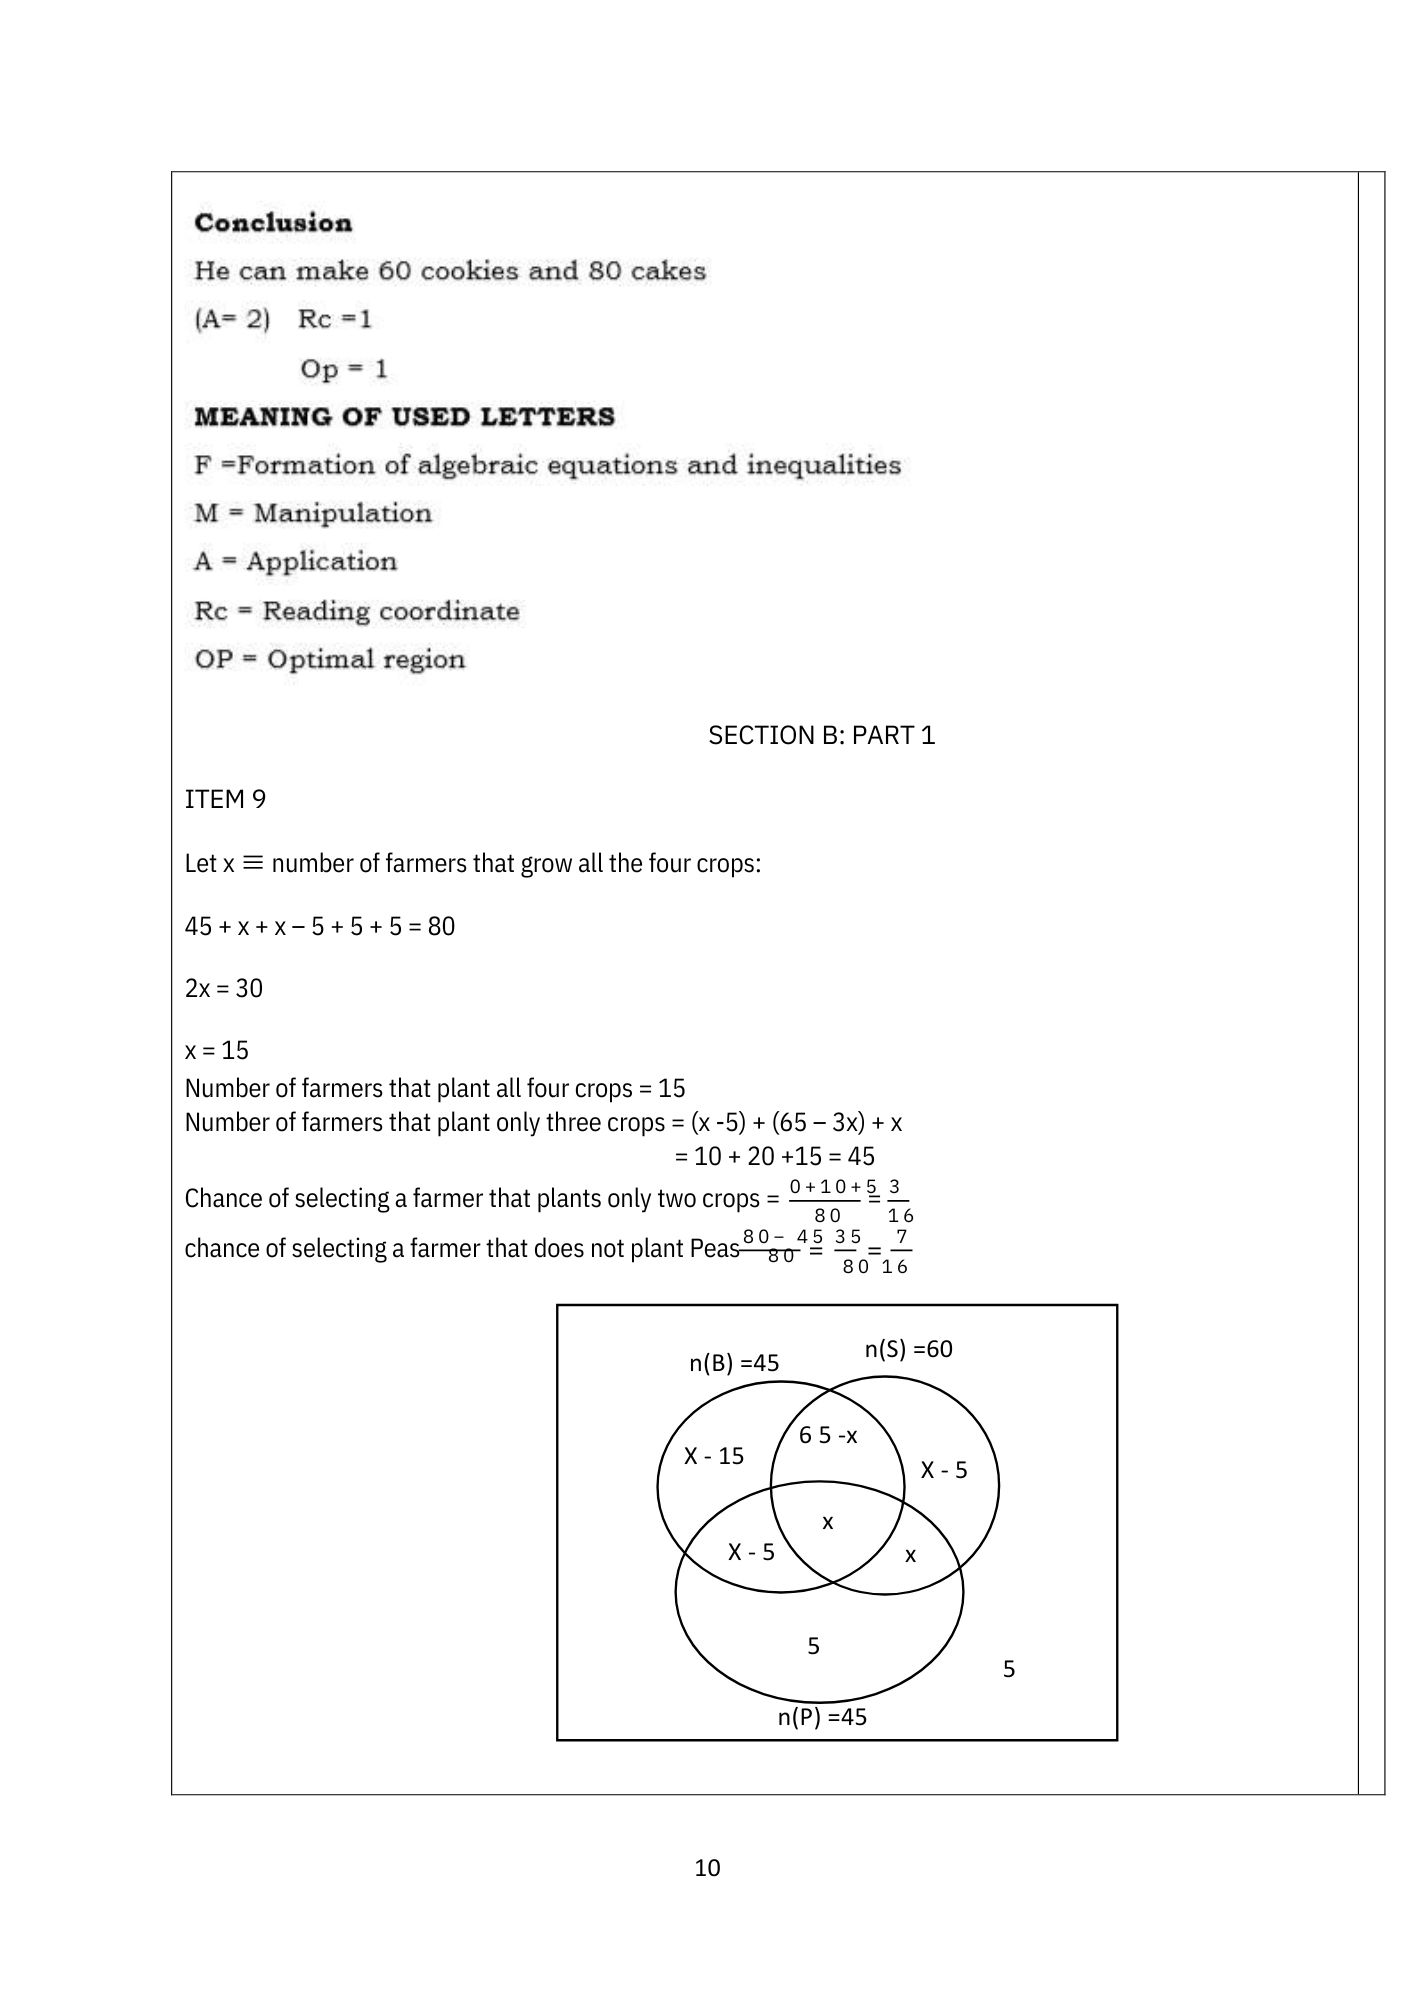 Conclusion
He can make 60 cookies and 80 cakes
(A= 2) Rc =1
Op = 1
MEANING OF USED LETTERS
F =Formation of algebraic equations and inequalities
M = Manipulation
A = Application
Rc = Reading coordinate
OP = Optimal region
SECTION B: PART 1
ITEM 9
Let x ≡ number of farmers that grow all the four crops:
45 + x + x – 5 + 5 + 5 = 80
2x = 30
x = 15
Number of farmers that plant all four crops = 15
Number of farmers that plant only three crops = (x -5) + (65 – 3x) + x
= 10 + 20 +15 = 45
Chance of selecting a farmer that plants only two crops = 0+10+5/80 = 3/16
chance of selecting a farmer that does not plant Peas 80– 45/80 = 35/80 = 7/16
n(B) =45
n(S) =60
6 5 -x
X - 15
X - 5
x
X - 5
x
5
5
n(P) =45
10